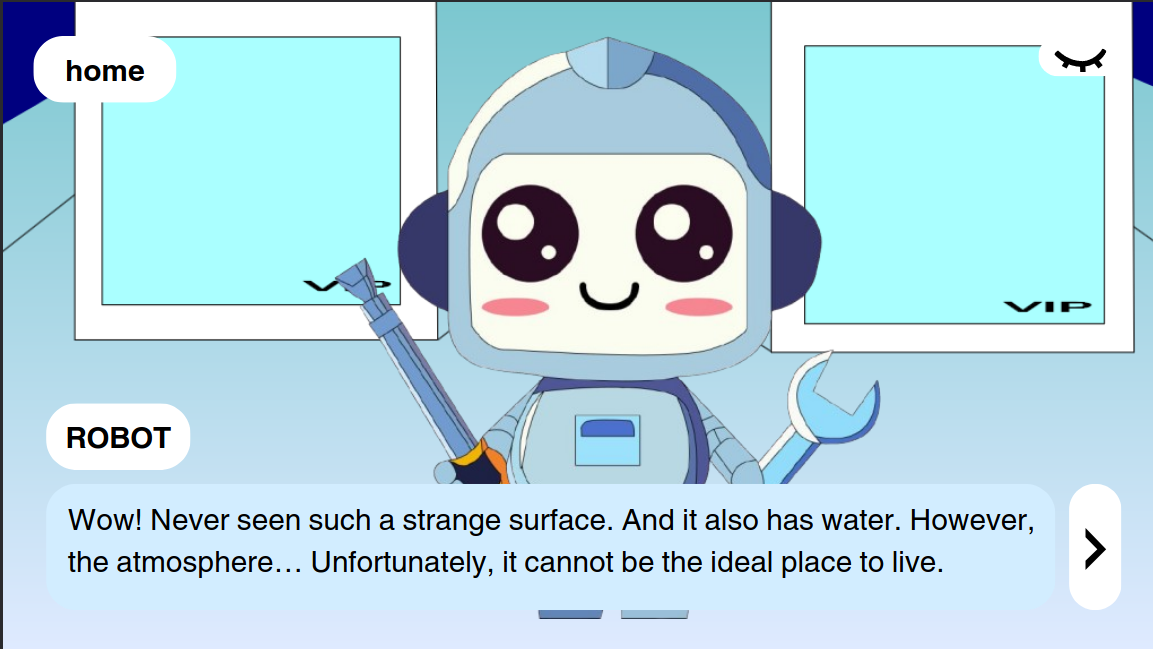 home
VIP
VIP
ROBOT
Wow! Never seen such a strange surface. And it also has water. However,
the atmosphere… Unfortunately, it cannot be the ideal place to live.